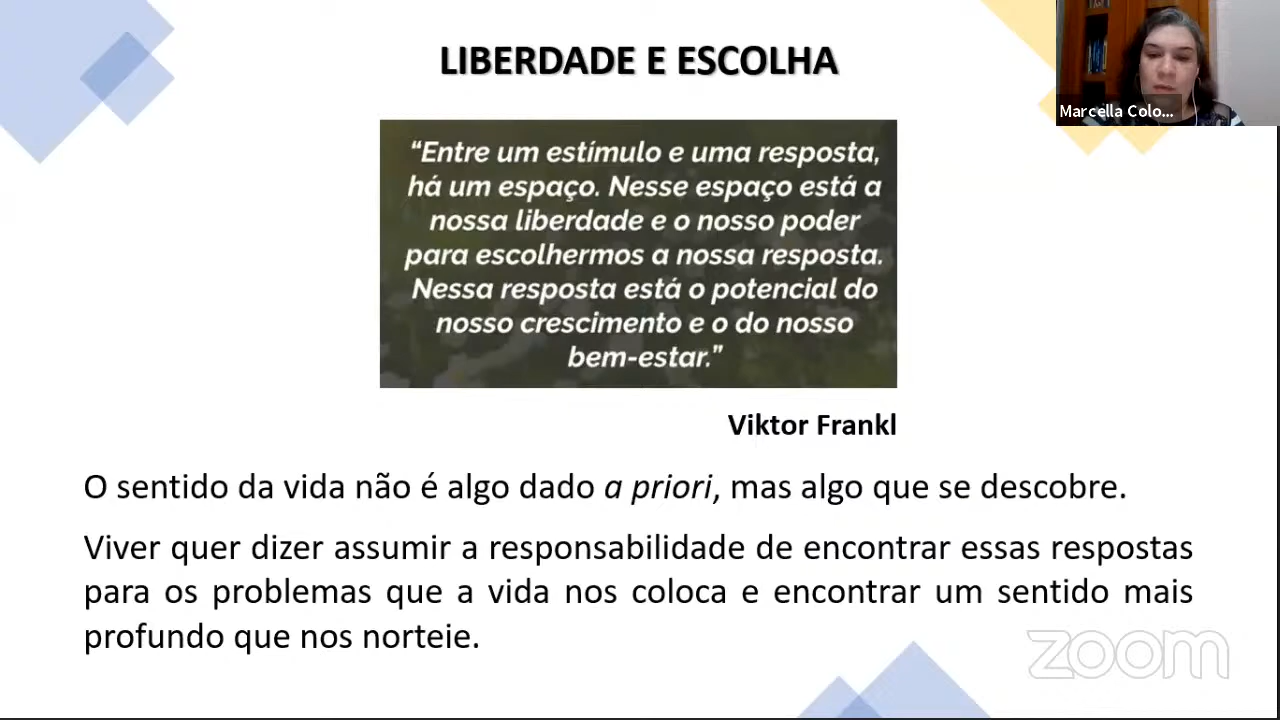 LIBERDADE E ESCOLHA
Marcella Colo...
“Entre um estímulo e uma resposta,
há um espaço. Nesse espaço está a
nossa liberdade e o nosso poder
para escolhermos a nossa resposta.
Nessa resposta está o potencial do
nosso crescimento e o do nosso
bem-estar.”
Viktor Frankl
O sentido da vida não é algo dado a priori, mas algo que se descobre.
Viver quer dizer assumir a responsabilidade de encontrar essas respostas
para os problemas que a vida nos coloca e encontrar um sentido mais
profundo que nos norteie.
zoom